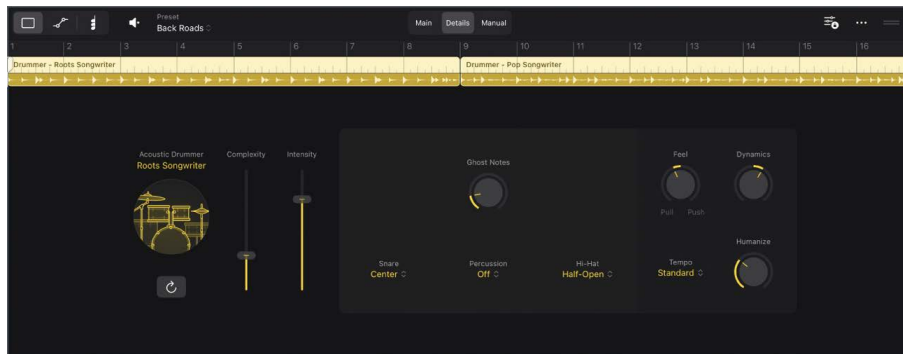 Preset
Back Roads
Main Details Manual
1 2 3 4 5 6 7 8 9 10 11 12 13 14 15 16
Drummer - Roots Songwriter
Drummer - Pop Songwriter
Acoustic Drummer
Roots Songwriter
Complexity
Intensity
Ghost Notes
Feel
Dynamics
Pull Push
Humanize
Snare
Center
Percussion
Off
Hi-Hat
Half-Open
Tempo
Standard